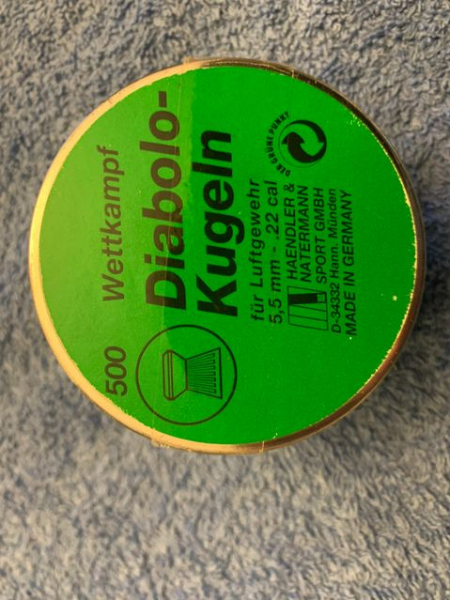 500 Wettkampf
Diabolo-
Kugeln
für Luftgewehr
5,5 mm - .22 cal
HAENDLER &
NATERMANN
SPORT GMBH
D-34332 Hann. Münden
MADE IN GERMANY
DER GRÜNE PUNKT